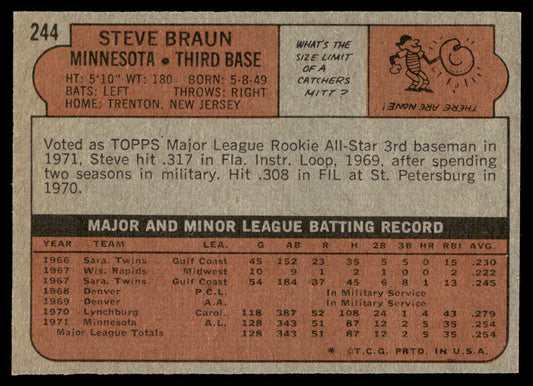 244
STEVE BRAUN
MINNESOTA • THIRD BASE
HT: 5'10" WT: 180 BORN: 5-8-49
BATS: LEFT THROWS: RIGHT
HOME: TRENTON, NEW JERSEY
WHAT'S THE
SIZE LIMIT
OF A
CATCHERS
MITT?
THERE ARE NONE!
Voted as TOPPS Major League Rookie All-Star 3rd baseman in
1971, Steve hit .317 in Fla. Instr. Loop, 1969, after spending
two seasons in military. Hit .308 in FIL at St. Petersburg in
1970.
MAJOR AND MINOR LEAGUE BATTING RECORD
YEAR TEAM LEA. G AB R H 2B 3B HR RBI AVG.
1966 Sara. Twins Gulf Coast 45 152 23 35 5 5 0 15 .230
1967 Wis. Rapids Midwest 10 9 1 2 1 0 0 2 .222
1967 Sara. Twins Gulf Coast 54 184 37 45 6 8 1 13 .245
1968 Denver P.C.L. In Military Service
1969 Denver A.A. In Military Service
1970 Lynchburg Carol. 118 387 52 108 24 1 4 43 .279
1971 Minnesota A.L. 128 343 51 87 12 2 5 35 .254
Major League Totals 128 343 51 87 12 2 5 35 .254
* ©T.C.G. PRTD. IN U.S.A.